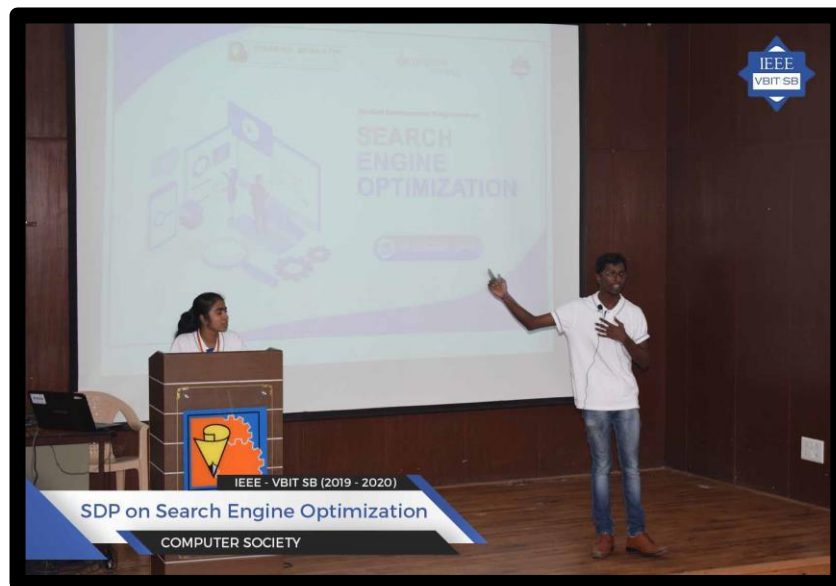 IEEE
VBIT SB
SEARCH
ENGINE
OPTIMIZATION
IEEE - VBIT SB (2019 - 2020)
SDP on Search Engine Optimization
COMPUTER SOCIETY